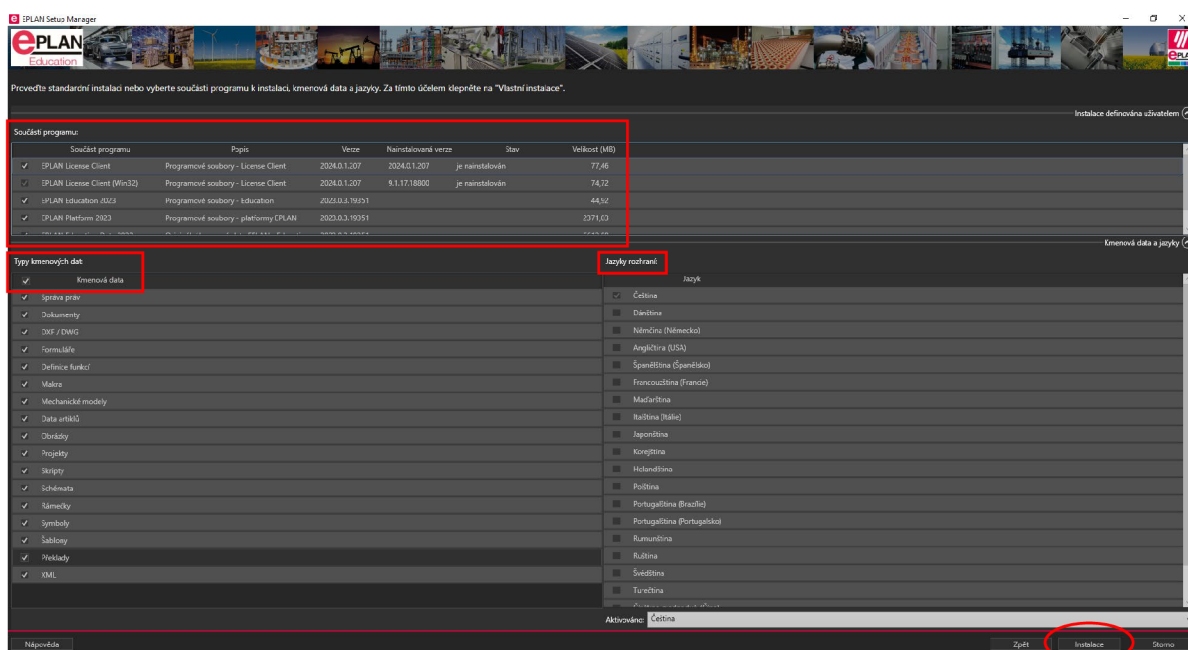 EPLAN Setup Manager
ePLAN
Education
Proveďte standardní instalaci nebo vyberte součásti programu k instalaci, kmenová data a jazyky. Za tímto účelem klepněte na "Vlastní instalace".
Instalace definována uživatelem
Součásti programu:
Součást programu Popis Verze Nainstalovaná verze Stav Velikost (MB)
EPLAN License Client Programové soubory - License Client 2024.0.1.207 2024.0.1.207 je nainstalován 77,46
EPLAN License Client (Win32) Programové soubory - License Client 2024.0.1.207 9.1.17.18800 je nainstalován 74,72
EPLAN Education 2023 Programové soubory - Education 2023.0.3.19351 44,92
EPLAN Platform 2023 Programové soubory - platformy EPLAN 2023.0.3.19351 2371,03
Kmenová data a jazyky
Typy kmenových dat:
Kmenová data
Správa práv
Dokumenty
DXF / DWG
Formuláře
Definice funkcí
Makra
Mechanické modely
Data artiklů
Obrázky
Projekty
Skripty
Schémata
Rámečky
Symboly
Šablony
Překlady
XML
Jazyky rozhraní:
Jazyk
Čeština
Dánština
Němčina (Německo)
Angličtina (USA)
Španělština (Španělsko)
Francouzština (Francie)
Maďarština
Italština (Itálie)
Japonština
Korejština
Holandština
Polština
Portugalština (Brazílie)
Portugalština (Portugalsko)
Rumunština
Ruština
Švédština
Turečtina
Aktivováno: Čeština
Nápověda Zpět Instalace Storno